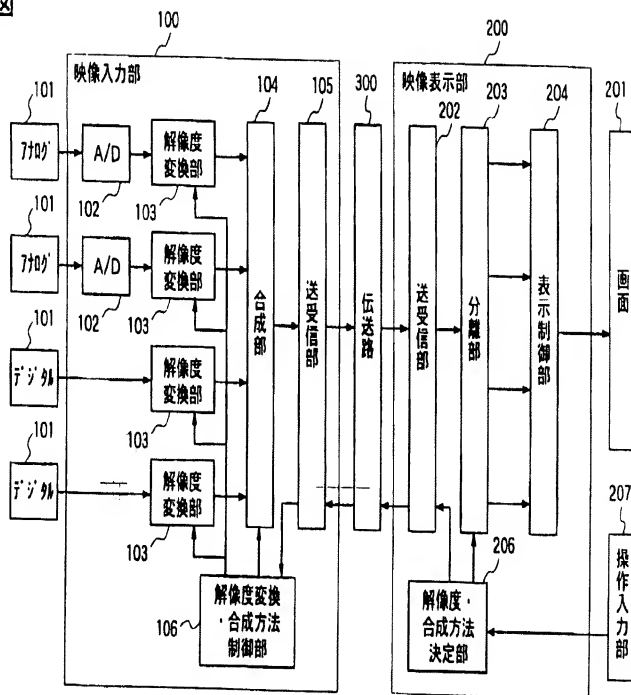 図
100
200
映像入力部
映像表示部
104
105
300
202
203
204
201
101
アナログ
A/D
102
解像度
変換部
103
101
アナログ
A/D
102
解像度
変換部
103
101
デジタル
解像度
変換部
103
101
デジタル
解像度
変換部
103
合成部
送受信部
伝送路
送受信部
分離部
表示制御部
画面
106
解像度変換
・合成方法
制御部
206
解像度・
合成方法
決定部
207
操作入力部